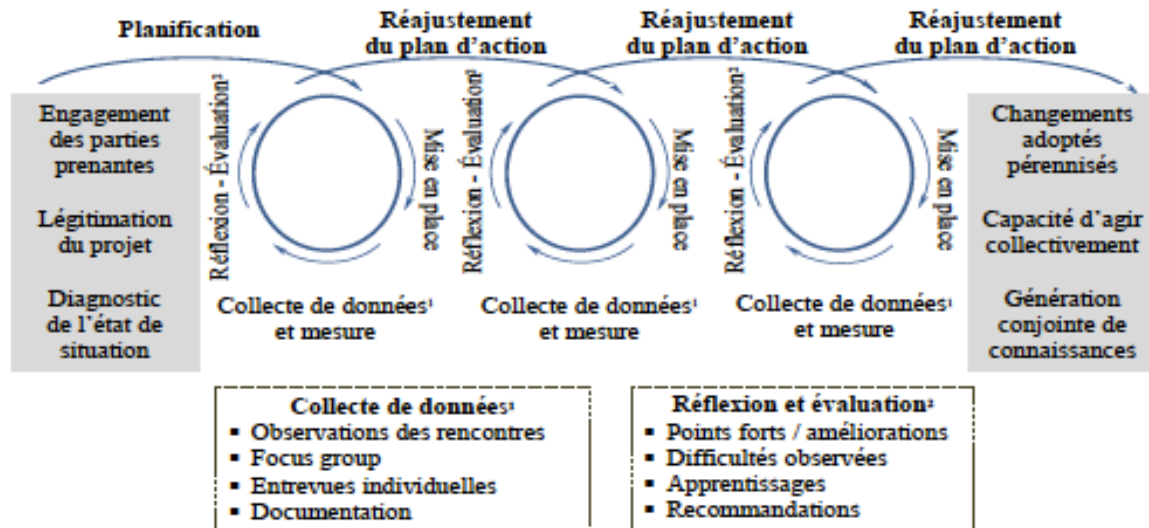 Planification
Réajustement
du plan d'action
Réajustement
du plan d'action
Réajustement
du plan d'action
Engagement
des parties
prenantes
Légitimation
du projet
Diagnostic
de l'état de
situation
Réflexion - Évaluation²
Mise en place
Collecte de données¹
et mesure
Réflexion - Évaluation²
Mise en place
Collecte de données¹
et mesure
Réflexion - Évaluation²
Mise en place
Collecte de données¹
et mesure
Changements
adoptés
pérennisés
Capacité d'agir
collectivement
Génération
conjointe de
connaissances
Collecte de données¹
▪ Observations des rencontres
▪ Focus group
▪ Entrevues individuelles
▪ Documentation
Réflexion et évaluation²
▪ Points forts / améliorations
▪ Difficultés observées
▪ Apprentissages
▪ Recommandations